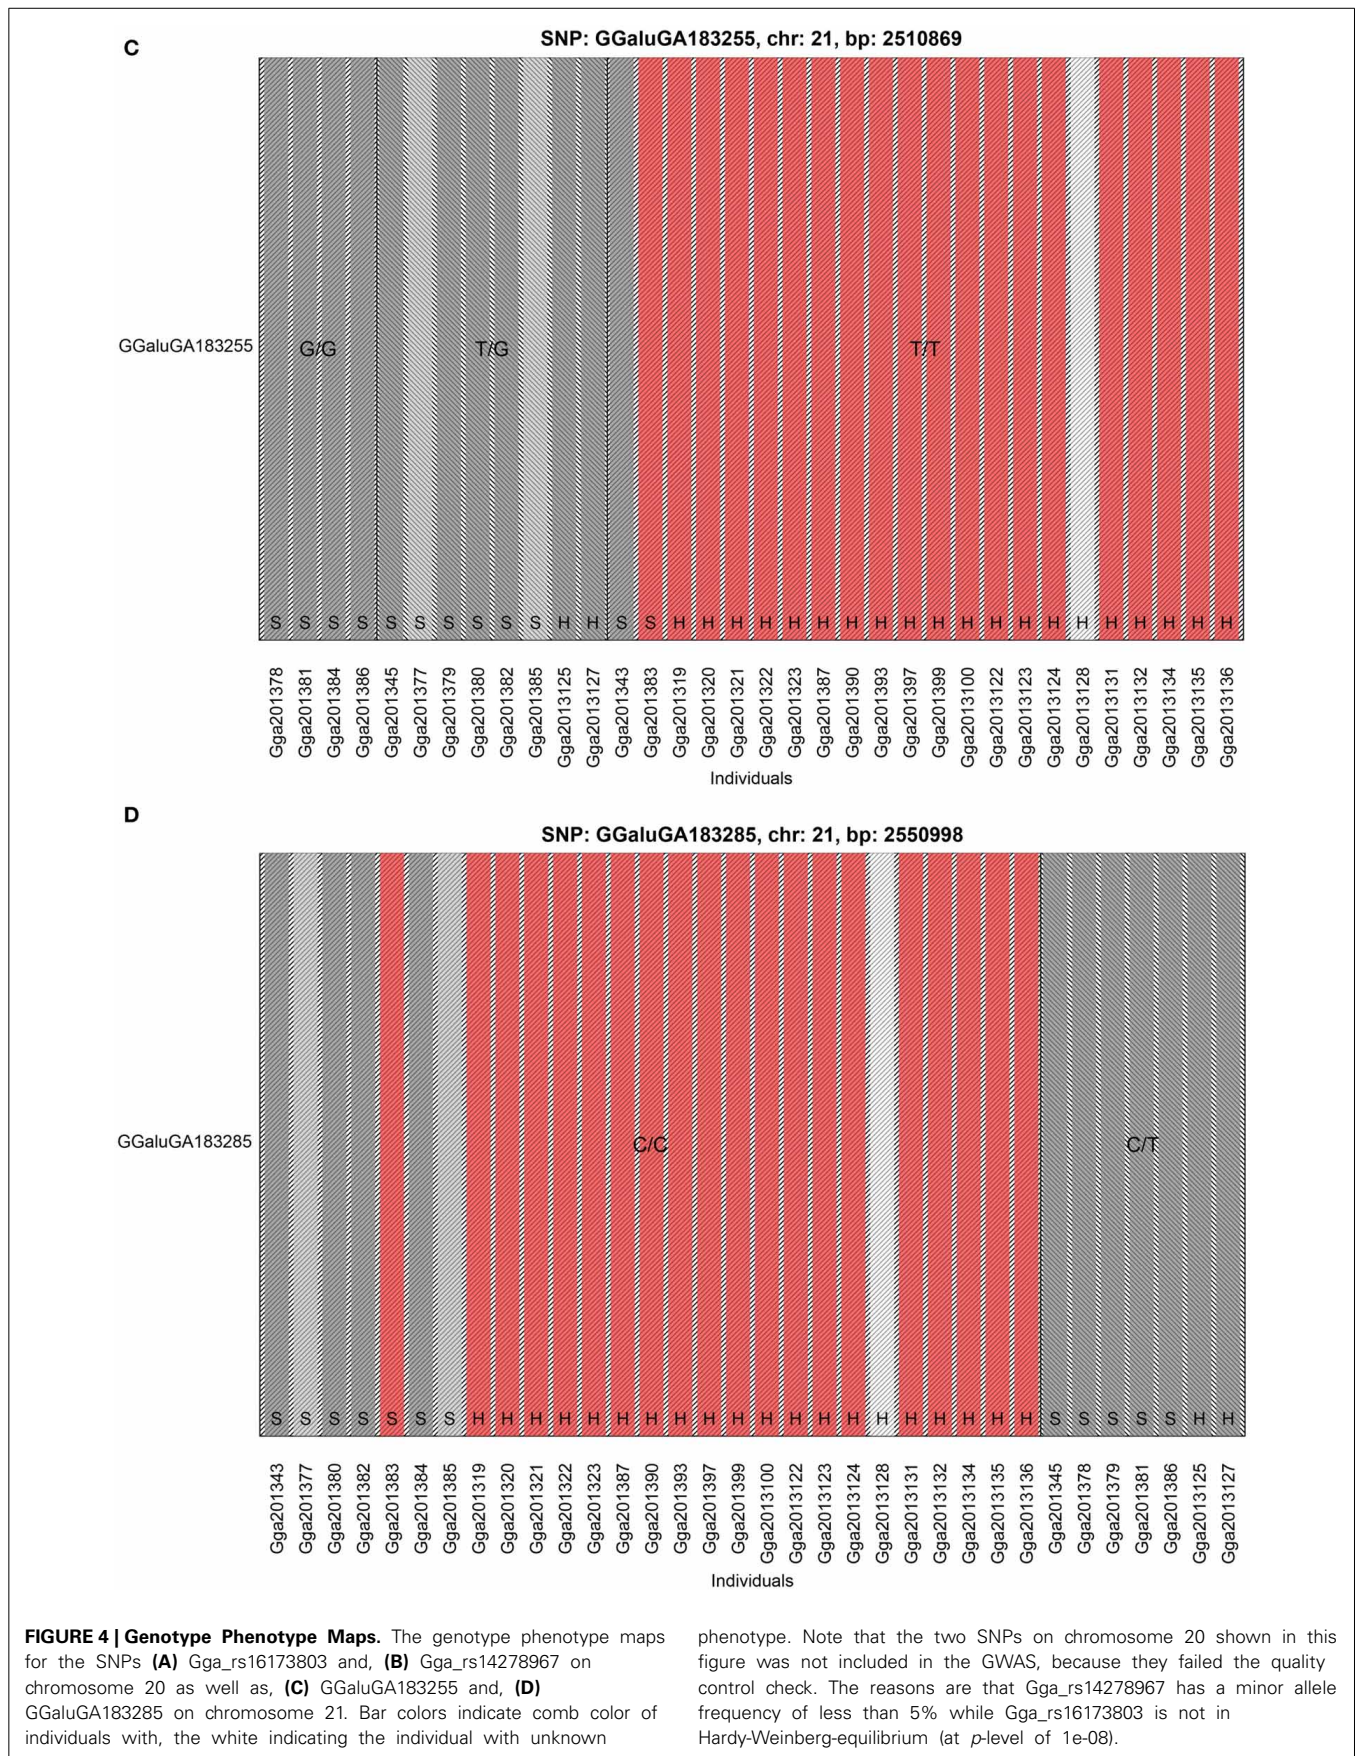 C
SNP: GGaluGA183255, chr: 21, bp: 2510869
GGaluGA183255
G/G T/G T/T
S S S S S S S S S S H H S S H H H H H H H H H H H H H H H H H H H H
Gga201378 Gga201381 Gga201384 Gga201386 Gga201345 Gga201377 Gga201379 Gga201380 Gga201382 Gga201385 Gga2013125 Gga2013127 Gga201343 Gga201383 Gga201319 Gga201320 Gga201321 Gga201322 Gga201323 Gga201387 Gga201390 Gga201393 Gga201397 Gga201399 Gga2013100 Gga2013122 Gga2013123 Gga2013124 Gga2013128 Gga2013131 Gga2013132 Gga2013134 Gga2013135 Gga2013136
Individuals
D
SNP: GGaluGA183285, chr: 21, bp: 2550998
GGaluGA183285
C/C C/T
S S S S S S S H H H H H H H H H H H H H H H H H H H H S S S S S H H
Gga201343 Gga201377 Gga201380 Gga201382 Gga201383 Gga201384 Gga201385 Gga201319 Gga201320 Gga201321 Gga201322 Gga201323 Gga201387 Gga201390 Gga201393 Gga201397 Gga201399 Gga2013100 Gga2013122 Gga2013123 Gga2013124 Gga2013128 Gga2013131 Gga2013132 Gga2013134 Gga2013135 Gga2013136 Gga201345 Gga201378 Gga201379 Gga201381 Gga201386 Gga2013125 Gga2013127
Individuals
FIGURE 4 | Genotype Phenotype Maps. The genotype phenotype maps
for the SNPs (A) Gga_rs16173803 and, (B) Gga_rs14278967 on
chromosome 20 as well as, (C) GGaluGA183255 and, (D)
GGaluGA183285 on chromosome 21. Bar colors indicate comb color of
individuals with, the white indicating the individual with unknown
phenotype. Note that the two SNPs on chromosome 20 shown in this
figure was not included in the GWAS, because they failed the quality
control check. The reasons are that Gga_rs14278967 has a minor allele
frequency of less than 5% while Gga_rs16173803 is not in
Hardy-Weinberg-equilibrium (at p-level of 1e-08).